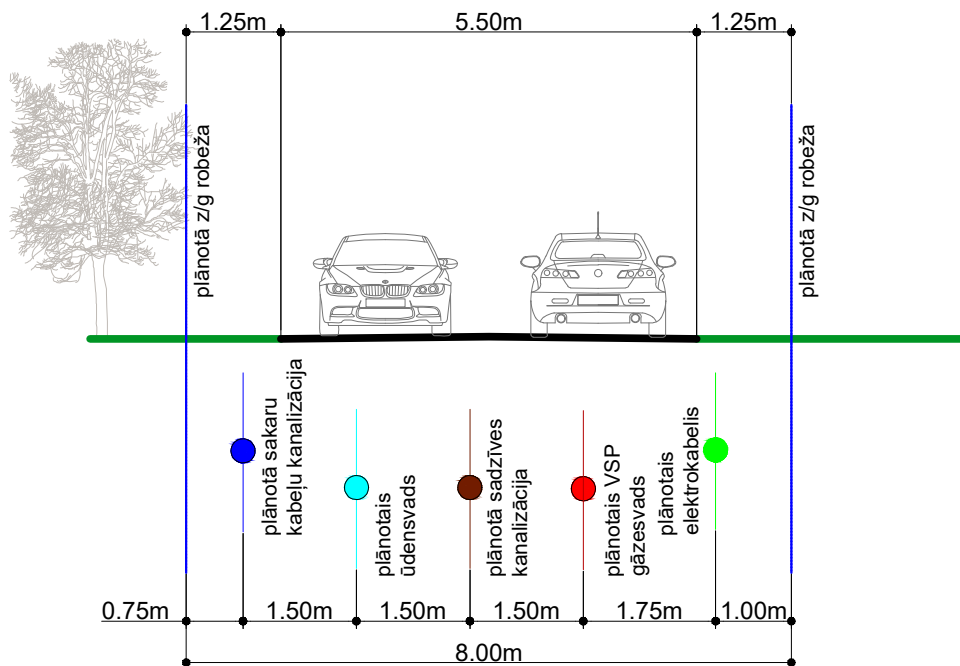 1.25m 5.50m 1.25m
plānotā z/g robeža
plānotā z/g robeža
plānotā sakaru
kabeļu kanalizācija
plānotais
ūdensvads
plānotā sadzīves
kanalizācija
plānotais VSP
gāzesvads
plānotais
elektrokabelis
0.75m 1.50m 1.50m 1.50m 1.75m 1.00m
8.00m